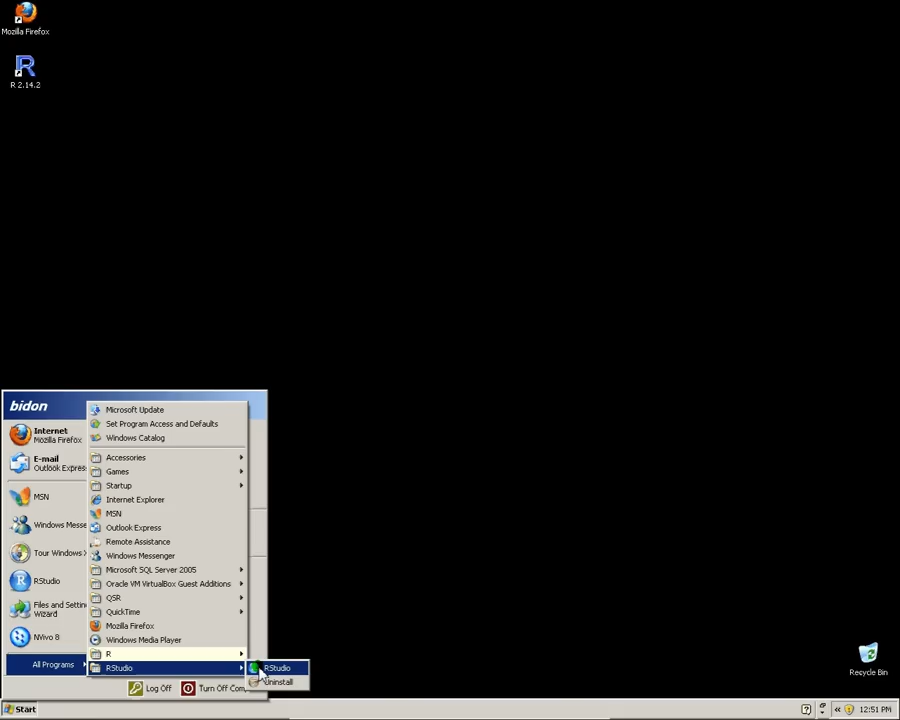 Mozilla Firefox
R 2.14.2
bidon
Internet
Mozilla Firefox
E-mail
Outlook Express
MSN
Windows Messe
Tour Windows
RStudio
Files and Settin
Wizard
NVivo 8
All Programs
Microsoft Update
Set Program Access and Defaults
Windows Catalog
Accessories
Games
Startup
Internet Explorer
MSN
Outlook Express
Remote Assistance
Windows Messenger
Microsoft SQL Server 2005
Oracle VM VirtualBox Guest Additions
QSR
QuickTime
Mozilla Firefox
Windows Media Player
R
RStudio
RStudio
Uninstall
Log Off
Turn Off Com
Recycle Bin
Start
12:51 PM